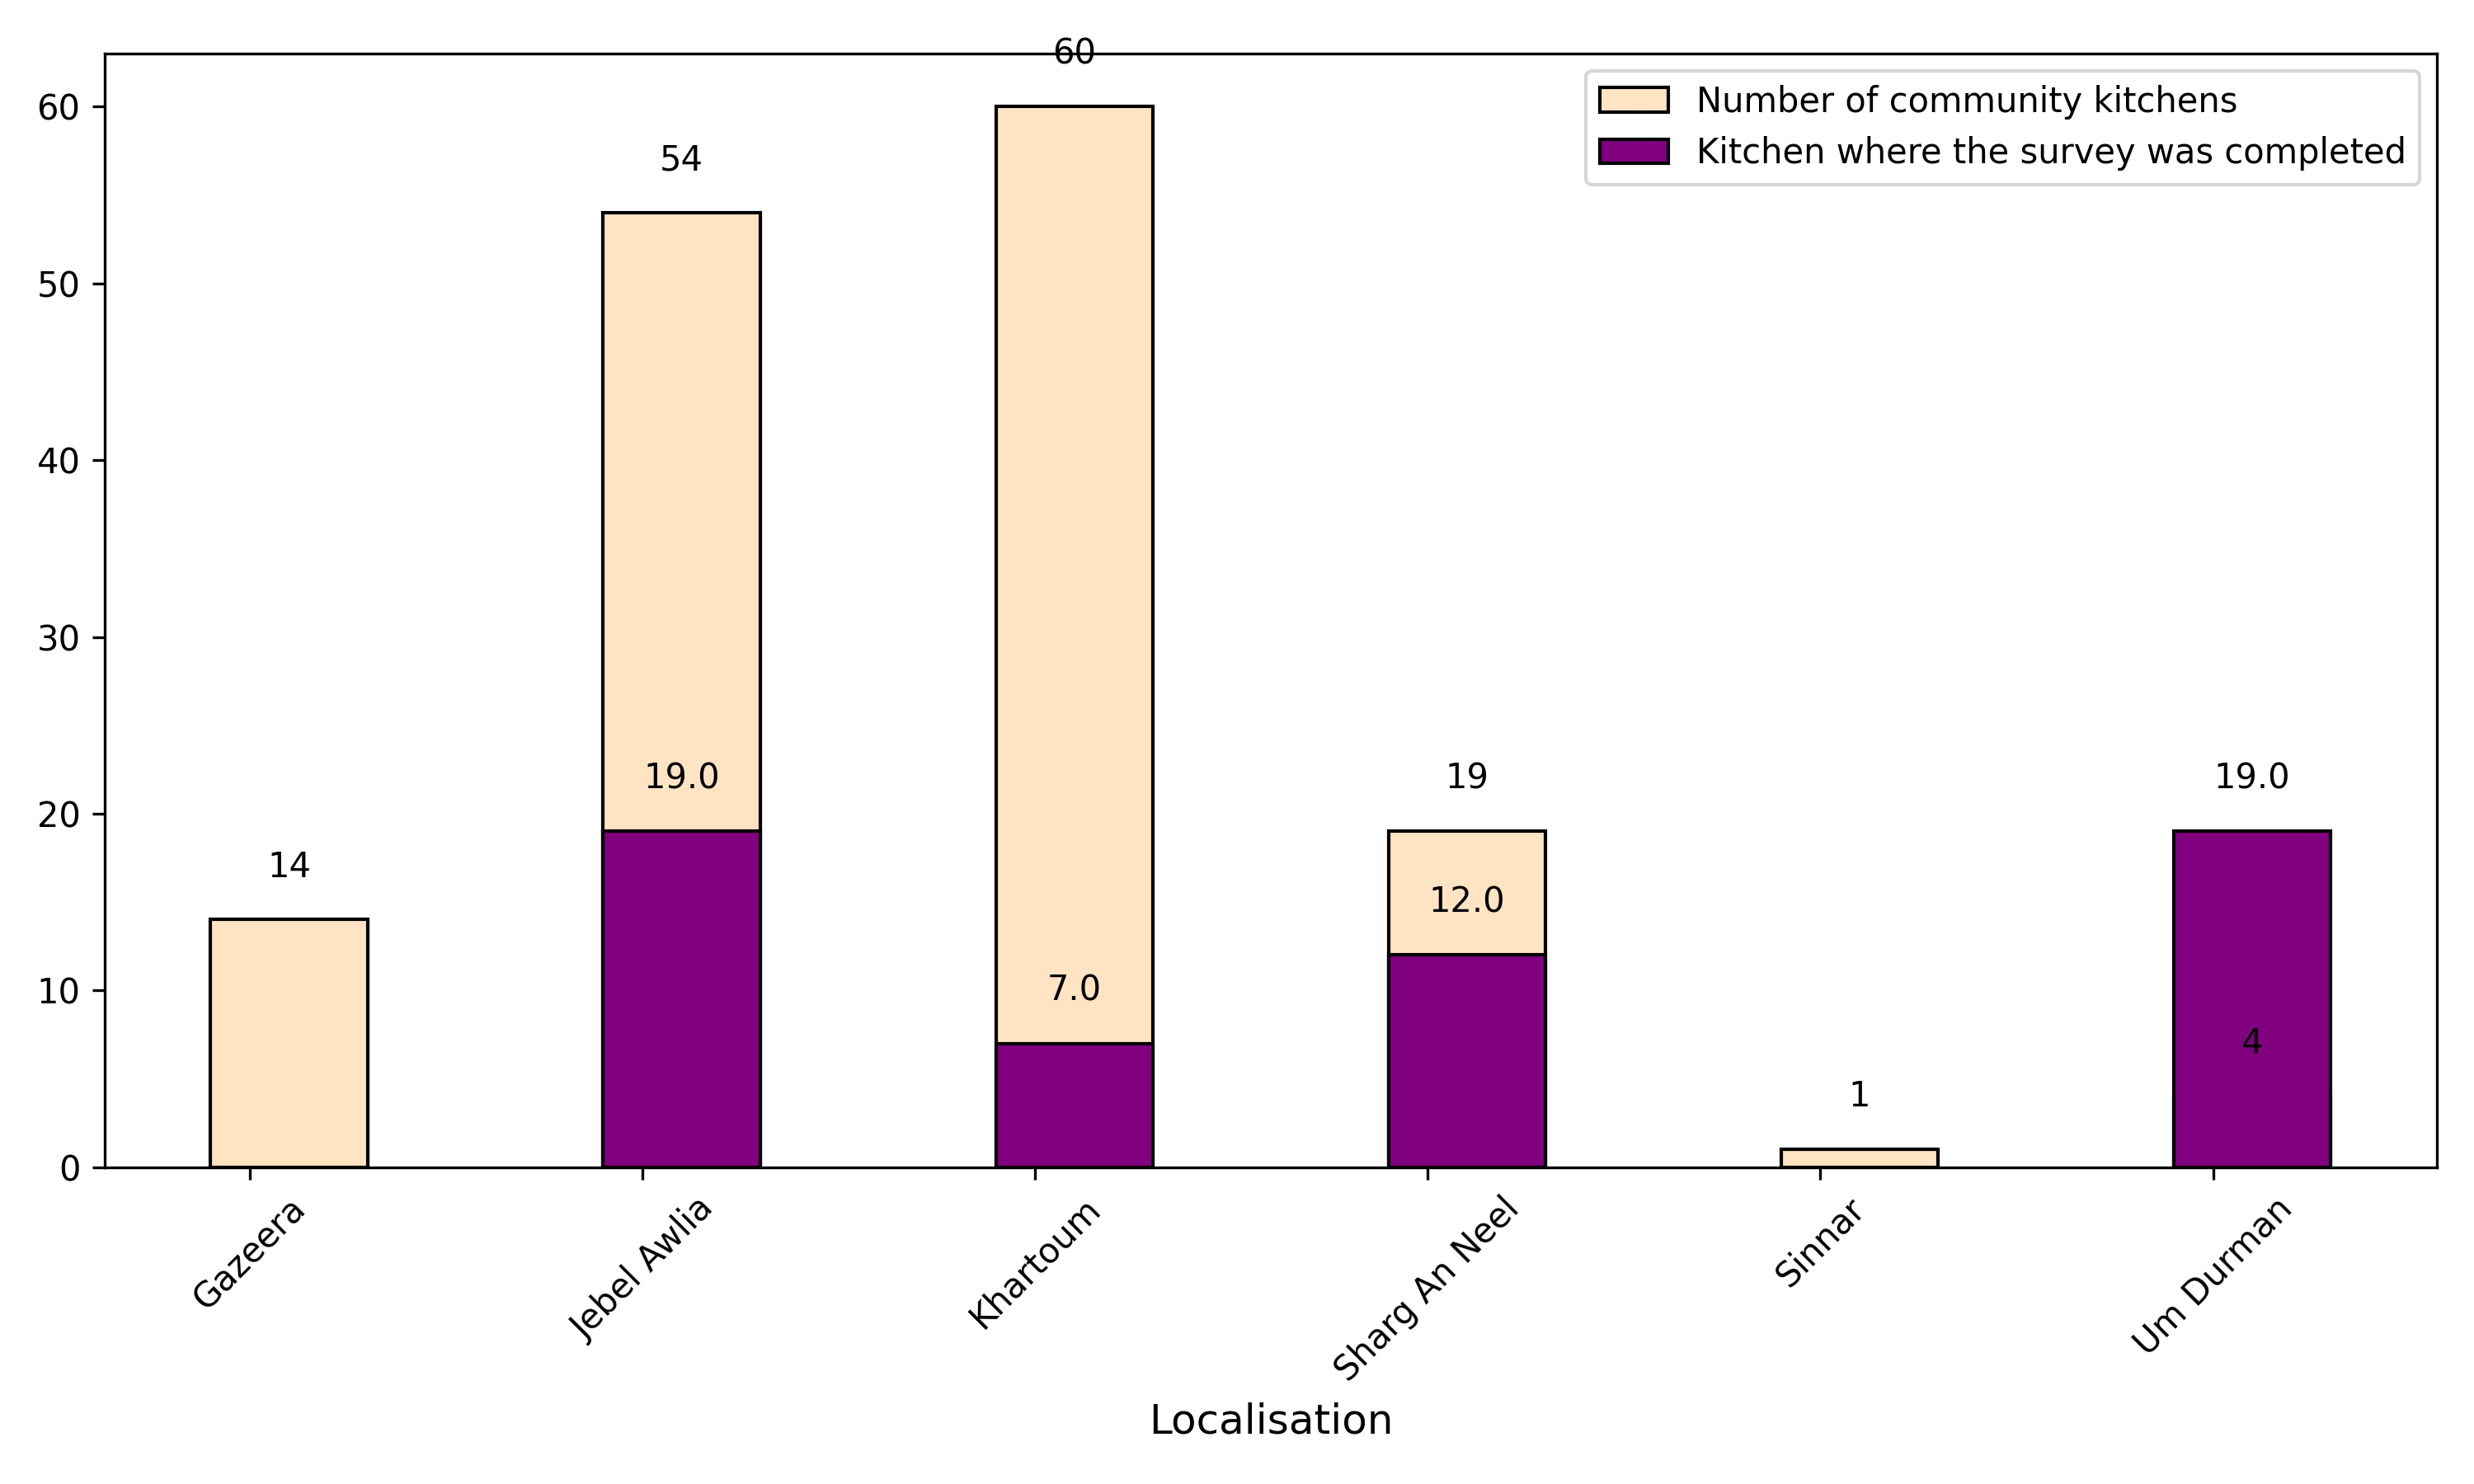 60
Number of community kitchens
Kitchen where the survey was completed
60
54
50
40
30
19.0
19
19.0
20
14
12.0
10
7.0
4
1
0
Gazeera
Jebel Awlia
Khartoum
Sharg An Neel
Sinnar
Um Durman
Localisation